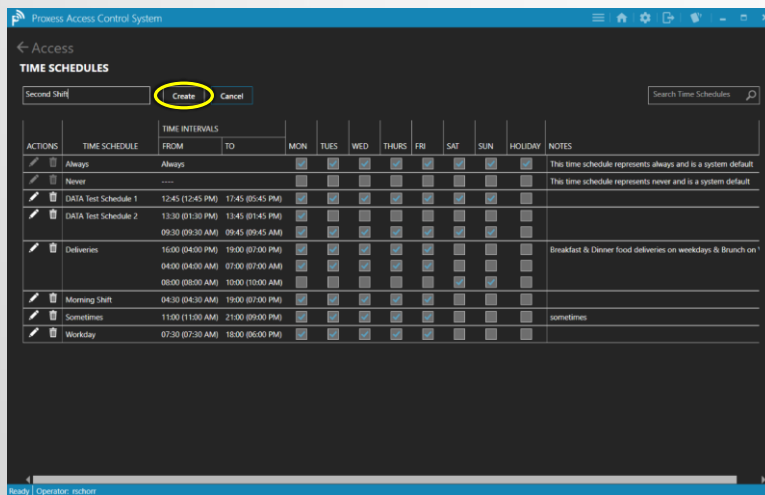 Proxess Access Control System
Access
TIME SCHEDULES
Second Shift Create Cancel Search Time Schedules
TIME INTERVALS
ACTIONS TIME SCHEDULE FROM TO MON TUES WED THURS FRI SAT SUN HOLIDAY NOTES
Always Always This time schedule represents always and is a system default
Never ---- This time schedule represents never and is a system default
DATA Test Schedule 1 12:45 (12:45 PM) 17:45 (05:45 PM)
DATA Test Schedule 2 13:30 (01:30 PM) 13:45 (01:45 PM)
09:30 (09:30 AM) 09:45 (09:45 AM)
Deliveries 16:00 (04:00 PM) 19:00 (07:00 PM) Breakfast & Dinner food deliveries on weekdays & Brunch on
04:00 (04:00 AM) 07:00 (07:00 AM)
08:00 (08:00 AM) 10:00 (10:00 AM)
Morning Shift 04:30 (04:30 AM) 19:00 (07:00 PM)
Sometimes 11:00 (11:00 AM) 21:00 (09:00 PM) sometimes
Workday 07:30 (07:30 AM) 18:00 (06:00 PM)
Ready Operator: rschorr